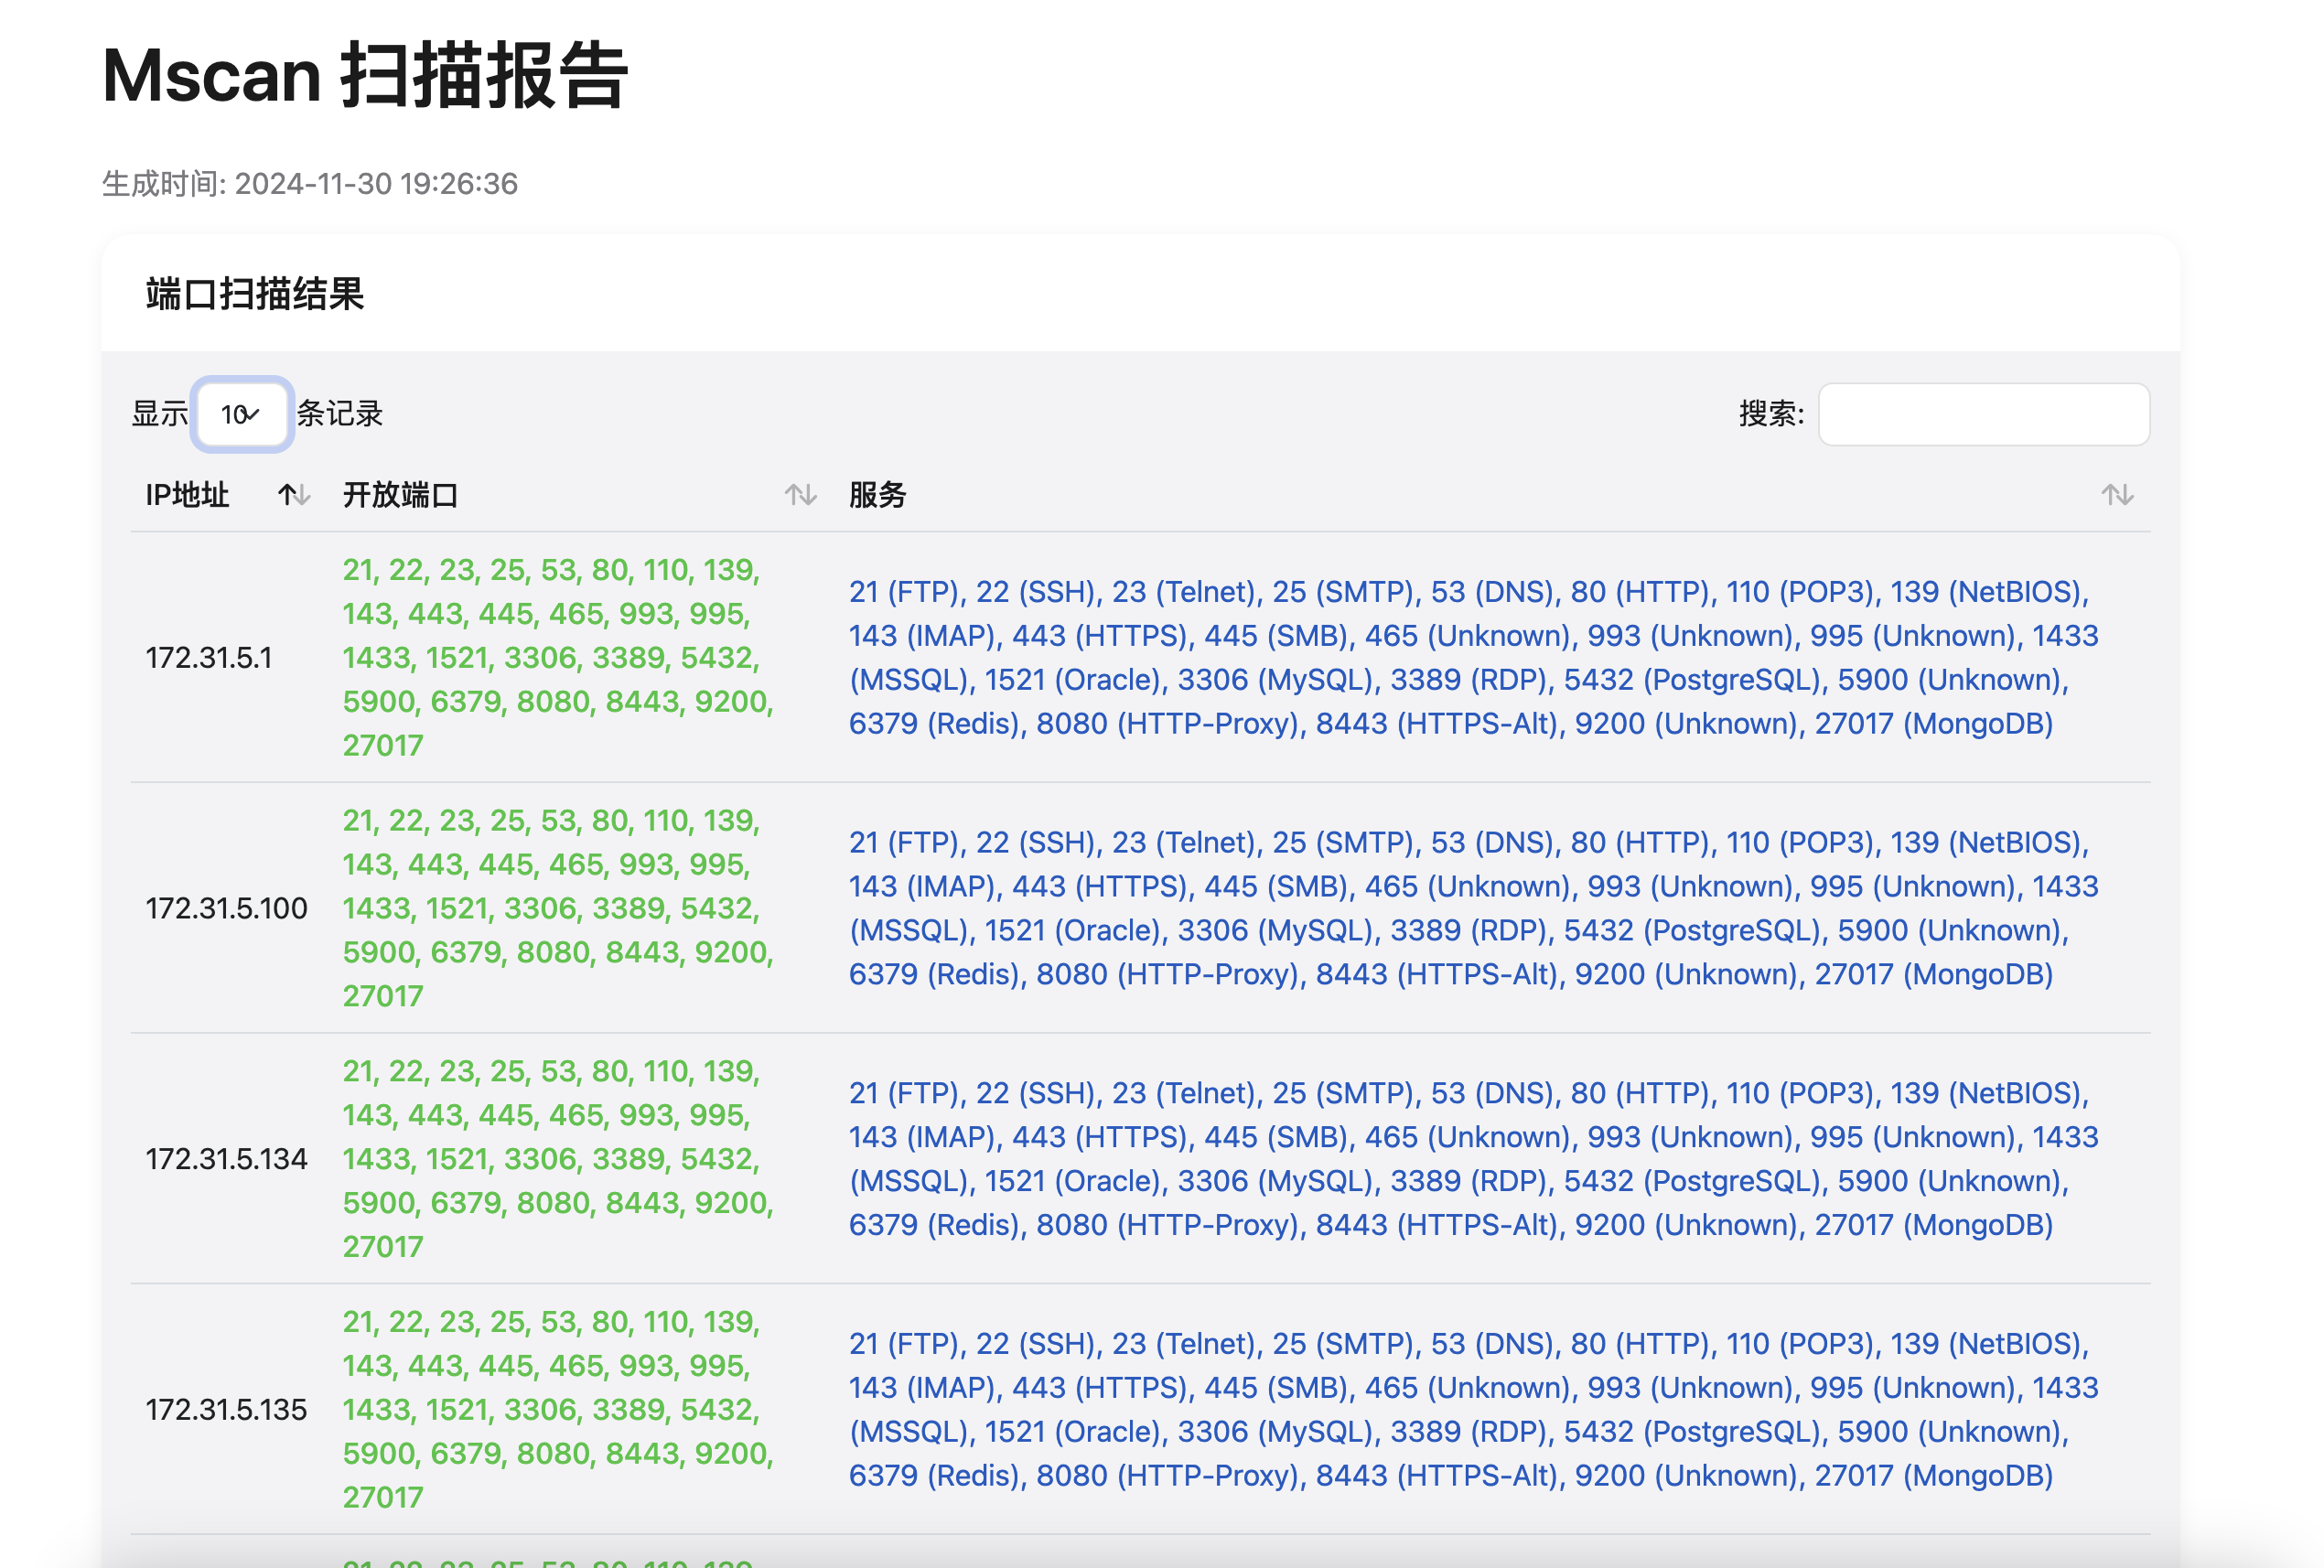 Mscan 扫描报告
生成时间: 2024-11-30 19:26:36
端口扫描结果
显示 10 条记录 搜索:
IP地址 开放端口 服务
172.31.5.1
21, 22, 23, 25, 53, 80, 110, 139,
143, 443, 445, 465, 993, 995,
1433, 1521, 3306, 3389, 5432,
5900, 6379, 8080, 8443, 9200,
27017
21 (FTP), 22 (SSH), 23 (Telnet), 25 (SMTP), 53 (DNS), 80 (HTTP), 110 (POP3), 139 (NetBIOS),
143 (IMAP), 443 (HTTPS), 445 (SMB), 465 (Unknown), 993 (Unknown), 995 (Unknown), 1433
(MSSQL), 1521 (Oracle), 3306 (MySQL), 3389 (RDP), 5432 (PostgreSQL), 5900 (Unknown),
6379 (Redis), 8080 (HTTP-Proxy), 8443 (HTTPS-Alt), 9200 (Unknown), 27017 (MongoDB)
172.31.5.100
21, 22, 23, 25, 53, 80, 110, 139,
143, 443, 445, 465, 993, 995,
1433, 1521, 3306, 3389, 5432,
5900, 6379, 8080, 8443, 9200,
27017
21 (FTP), 22 (SSH), 23 (Telnet), 25 (SMTP), 53 (DNS), 80 (HTTP), 110 (POP3), 139 (NetBIOS),
143 (IMAP), 443 (HTTPS), 445 (SMB), 465 (Unknown), 993 (Unknown), 995 (Unknown), 1433
(MSSQL), 1521 (Oracle), 3306 (MySQL), 3389 (RDP), 5432 (PostgreSQL), 5900 (Unknown),
6379 (Redis), 8080 (HTTP-Proxy), 8443 (HTTPS-Alt), 9200 (Unknown), 27017 (MongoDB)
172.31.5.134
21, 22, 23, 25, 53, 80, 110, 139,
143, 443, 445, 465, 993, 995,
1433, 1521, 3306, 3389, 5432,
5900, 6379, 8080, 8443, 9200,
27017
21 (FTP), 22 (SSH), 23 (Telnet), 25 (SMTP), 53 (DNS), 80 (HTTP), 110 (POP3), 139 (NetBIOS),
143 (IMAP), 443 (HTTPS), 445 (SMB), 465 (Unknown), 993 (Unknown), 995 (Unknown), 1433
(MSSQL), 1521 (Oracle), 3306 (MySQL), 3389 (RDP), 5432 (PostgreSQL), 5900 (Unknown),
6379 (Redis), 8080 (HTTP-Proxy), 8443 (HTTPS-Alt), 9200 (Unknown), 27017 (MongoDB)
172.31.5.135
21, 22, 23, 25, 53, 80, 110, 139,
143, 443, 445, 465, 993, 995,
1433, 1521, 3306, 3389, 5432,
5900, 6379, 8080, 8443, 9200,
27017
21 (FTP), 22 (SSH), 23 (Telnet), 25 (SMTP), 53 (DNS), 80 (HTTP), 110 (POP3), 139 (NetBIOS),
143 (IMAP), 443 (HTTPS), 445 (SMB), 465 (Unknown), 993 (Unknown), 995 (Unknown), 1433
(MSSQL), 1521 (Oracle), 3306 (MySQL), 3389 (RDP), 5432 (PostgreSQL), 5900 (Unknown),
6379 (Redis), 8080 (HTTP-Proxy), 8443 (HTTPS-Alt), 9200 (Unknown), 27017 (MongoDB)